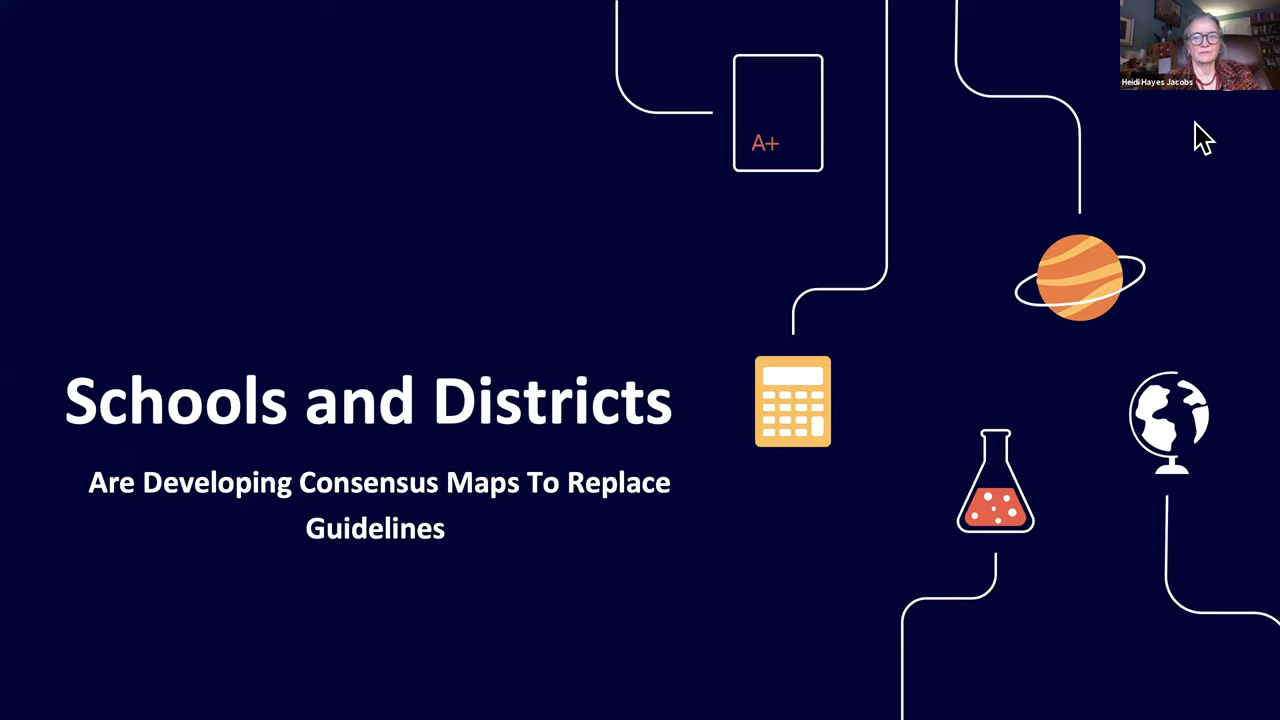 Heidi Hayes Jacobs
A+
Schools and Districts
Are Developing Consensus Maps To Replace
Guidelines